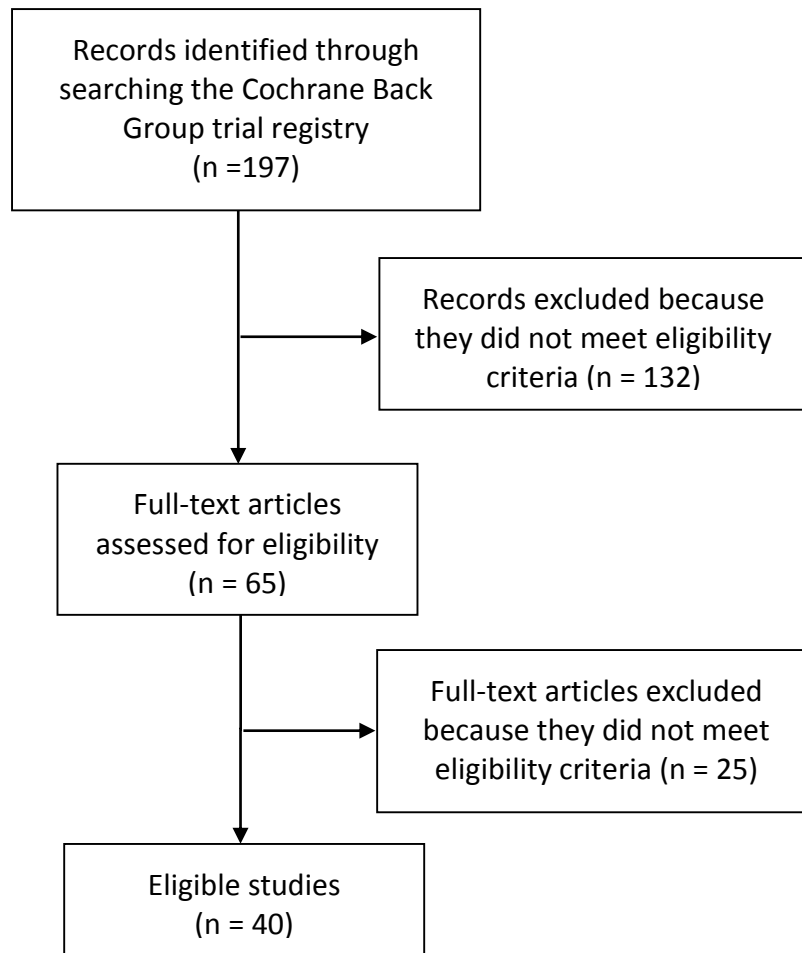 Records identified through
searching the Cochrane Back
Group trial registry
(n =197)
Records excluded because
they did not meet eligibility
criteria (n = 132)
Full-text articles
assessed for eligibility
(n = 65)
Full-text articles excluded
because they did not meet
eligibility criteria (n = 25)
Eligible studies
(n = 40)